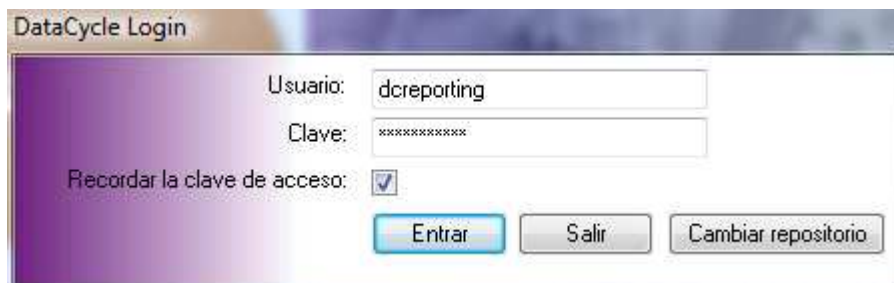 DataCycle Login
Usuario: dcreporting
Clave: ***********
Recordar la clave de acceso:
Entrar Salir Cambiar repositorio